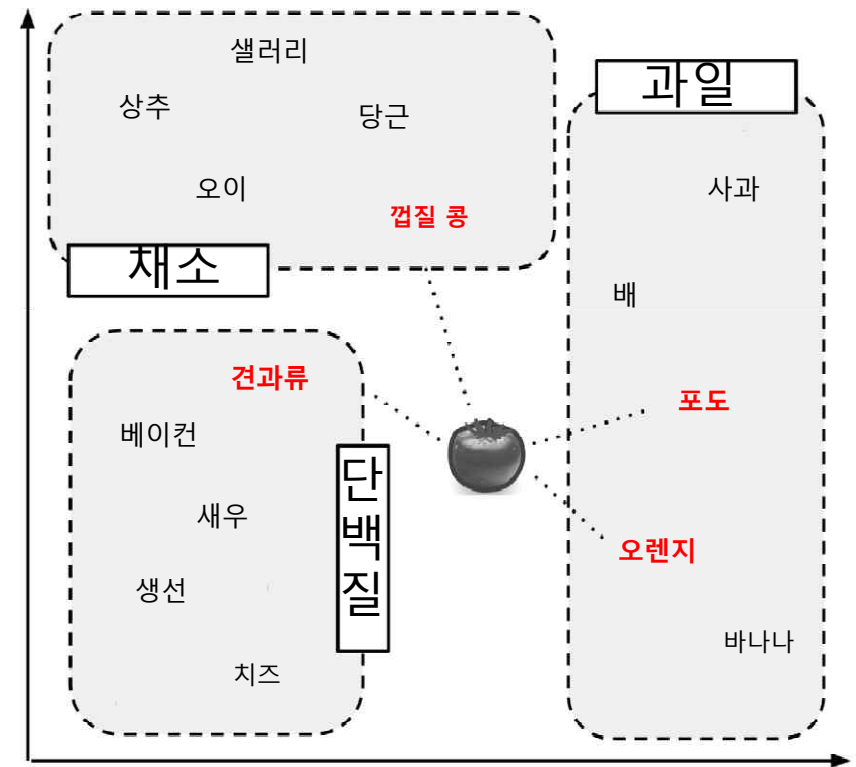 샐러리
상추
당근
오이
껍질 콩
채소
과일
사과
배
포도
오렌지
바나나
견과류
베이컨
새우
생선
치즈
단백질